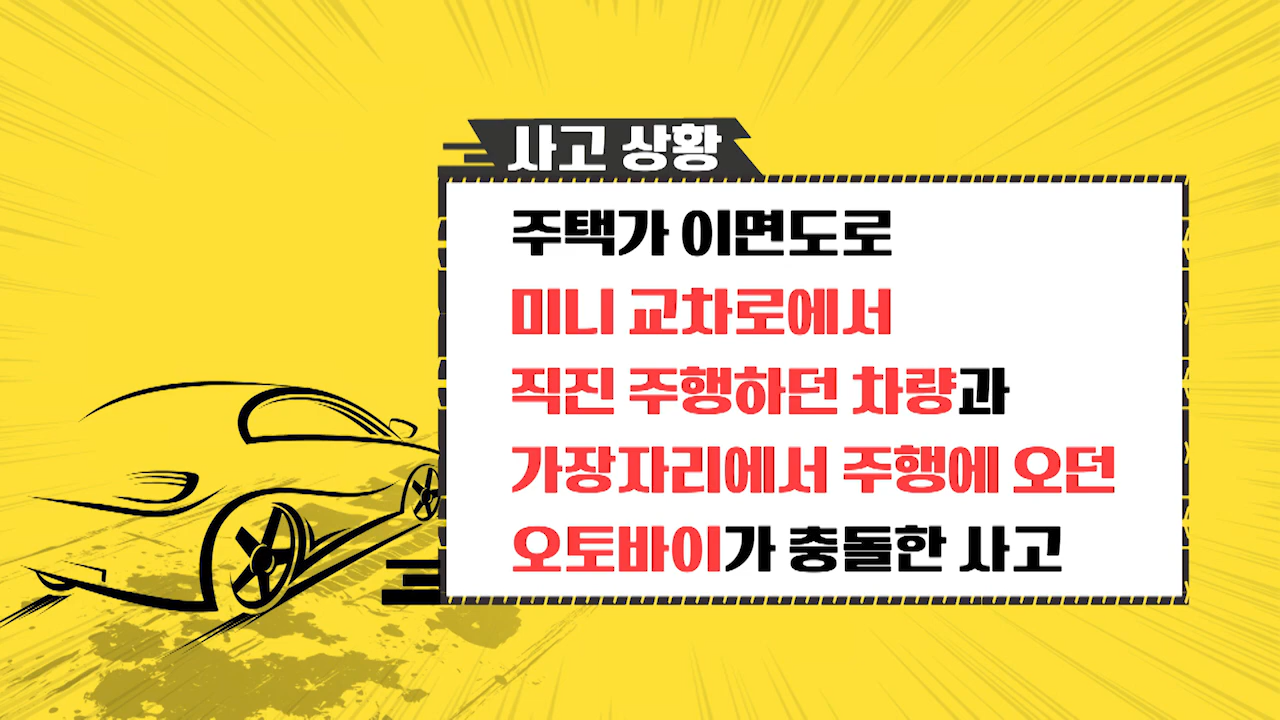 사고 상황
주택가 이면도로
미니 교차로에서
직진 주행하던 차량과
가장자리에서 주행에 오던
오토바이가 충돌한 사고